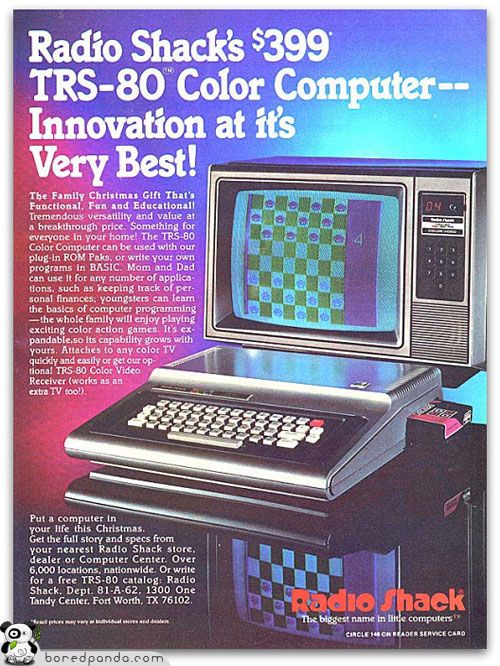 Radio Shack's $399*
TRS-80™ Color Computer--
Innovation at it's
Very Best!
The Family Christmas Gift That's
Functional, Fun and Educational!
Tremendous versatility and value at
a breakthrough price. Something for
everyone in your home! The TRS-80
Color Computer can be used with our
plug-in ROM Paks, or write your own
programs in BASIC. Mom and Dad
can use it for any number of applica-
tions, such as keeping track of per-
sonal finances; youngsters can learn
the basics of computer programming
—the whole family will enjoy playing
exciting color action games. It's ex-
pandable,so its capability grows with
yours. Attaches to any color TV
quickly and easily or get our op-
tional TRS-80 Color Video
Receiver (works as an
extra TV too!).
04
Radio Shack
4
Put a computer in
your life this Christmas.
Get the full story and specs from
your nearest Radio Shack store,
dealer or Computer Center. Over
6,000 locations, nationwide. Or write
for a free TRS-80 catalog: Radio
Shack, Dept. 81-A-62, 1300 One
Tandy Center, Fort Worth, TX 76102.
*Retail prices may vary at individual stores and dealers.
Radio Shack
The biggest name in little computers™
CIRCLE 146 ON READER SERVICE CARD
boredpanda.com